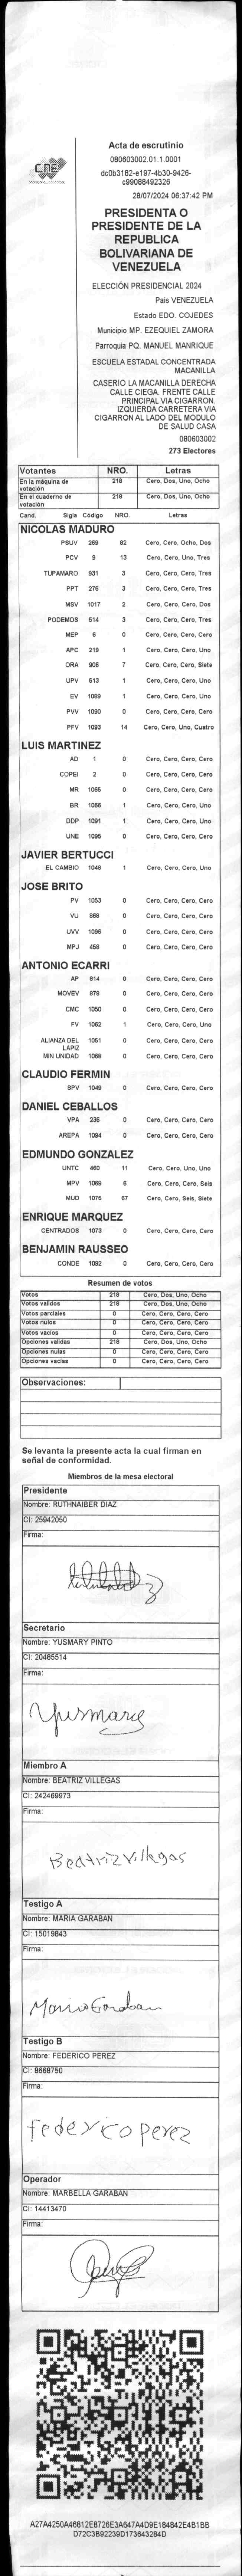 CNE
Acta de escrutinio
080603002.01.1.0001
dc0b3182-e197-4b30-9426-
c99088492326
28/07/2024 06:37:42 PM
PRESIDENTA O
PRESIDENTE DE LA
REPUBLICA
BOLIVARIANA DE
VENEZUELA
ELECCIÓN PRESIDENCIAL 2024
País VENEZUELA
Estado EDO. COJEDES
Municipio MP. EZEQUIEL ZAMORA
Parroquia PQ. MANUEL MANRIQUE
ESCUELA ESTADAL CONCENTRADA
MACANILLA
CASERIO LA MACANILLA DERECHA
CALLE CIEGA. FRENTE CALLE
PRINCIPAL VIA CIGARRON.
IZQUIERDA CARRETERA VIA
CIGARRON AL LADO DEL MODULO
DE SALUD CASA
080603002
273 Electores
Votantes NRO. Letras
En la máquina de votación 218 Cero, Dos, Uno, Ocho
En el cuaderno de votación 218 Cero, Dos, Uno, Ocho
Cand. Sigla Código NRO. Letras
NICOLAS MADURO
PSUV 269 82 Cero, Cero, Ocho, Dos
PCV 9 13 Cero, Cero, Uno, Tres
TUPAMARO 931 3 Cero, Cero, Cero, Tres
PPT 276 3 Cero, Cero, Cero, Tres
MSV 1017 2 Cero, Cero, Cero, Dos
PODEMOS 514 3 Cero, Cero, Cero, Tres
MEP 6 0 Cero, Cero, Cero, Cero
APC 219 1 Cero, Cero, Cero, Uno
ORA 906 7 Cero, Cero, Cero, Siete
UPV 513 1 Cero, Cero, Cero, Uno
EV 1089 1 Cero, Cero, Cero, Uno
PVV 1090 0 Cero, Cero, Cero, Cero
PFV 1093 14 Cero, Cero, Uno, Cuatro
LUIS MARTINEZ
AD 1 0 Cero, Cero, Cero, Cero
COPEI 2 0 Cero, Cero, Cero, Cero
MR 1065 0 Cero, Cero, Cero, Cero
BR 1066 1 Cero, Cero, Cero, Uno
DDP 1091 1 Cero, Cero, Cero, Uno
UNE 1095 0 Cero, Cero, Cero, Cero
JAVIER BERTUCCI
EL CAMBIO 1048 1 Cero, Cero, Cero, Uno
JOSE BRITO
PV 1053 0 Cero, Cero, Cero, Cero
VU 868 0 Cero, Cero, Cero, Cero
UVV 1096 0 Cero, Cero, Cero, Cero
MPJ 458 0 Cero, Cero, Cero, Cero
ANTONIO ECARRI
AP 814 0 Cero, Cero, Cero, Cero
MOVEV 878 0 Cero, Cero, Cero, Cero
CMC 1050 0 Cero, Cero, Cero, Cero
FV 1062 1 Cero, Cero, Cero, Uno
ALIANZA DEL LAPIZ 1051 0 Cero, Cero, Cero, Cero
MIN UNIDAD 1068 0 Cero, Cero, Cero, Cero
CLAUDIO FERMIN
SPV 1049 0 Cero, Cero, Cero, Cero
DANIEL CEBALLOS
VPA 236 0 Cero, Cero, Cero, Cero
AREPA 1094 0 Cero, Cero, Cero, Cero
EDMUNDO GONZALEZ
UNTC 460 11 Cero, Cero, Uno, Uno
MPV 1069 6 Cero, Cero, Cero, Seis
MUD 1075 67 Cero, Cero, Seis, Siete
ENRIQUE MARQUEZ
CENTRADOS 1073 0 Cero, Cero, Cero, Cero
BENJAMIN RAUSSEO
CONDE 1092 0 Cero, Cero, Cero, Cero
Resumen de votos
Votos 218 Cero, Dos, Uno, Ocho
Votos validos 218 Cero, Dos, Uno, Ocho
Votos parciales 0 Cero, Cero, Cero, Cero
Votos nulos 0 Cero, Cero, Cero, Cero
Votos vacios 0 Cero, Cero, Cero, Cero
Opciones validas 218 Cero, Dos, Uno, Ocho
Opciones nulas 0 Cero, Cero, Cero, Cero
Opciones vacias 0 Cero, Cero, Cero, Cero
Observaciones:
Se levanta la presente acta la cual firman en
señal de conformidad.
Miembros de la mesa electoral
Presidente
Nombre: RUTHNAIBER DIAZ
CI: 25942050
Firma:
Secretario
Nombre: YUSMARY PINTO
CI: 20485514
Firma:
Yusmary
Miembro A
Nombre: BEATRIZ VILLEGAS
CI: 242469973
Firma:
Beatriz Villegas
Testigo A
Nombre: MARIA GARABAN
CI: 15019843
Firma:
Maria Garaban
Testigo B
Nombre: FEDERICO PEREZ
CI: 8668750
Firma:
federico perez
Operador
Nombre: MARBELLA GARABAN
CI: 14413470
Firma:
A27A4250A46812E8726E3A647A4D9E184842E4B1BB
D72C3B92239D173643284D